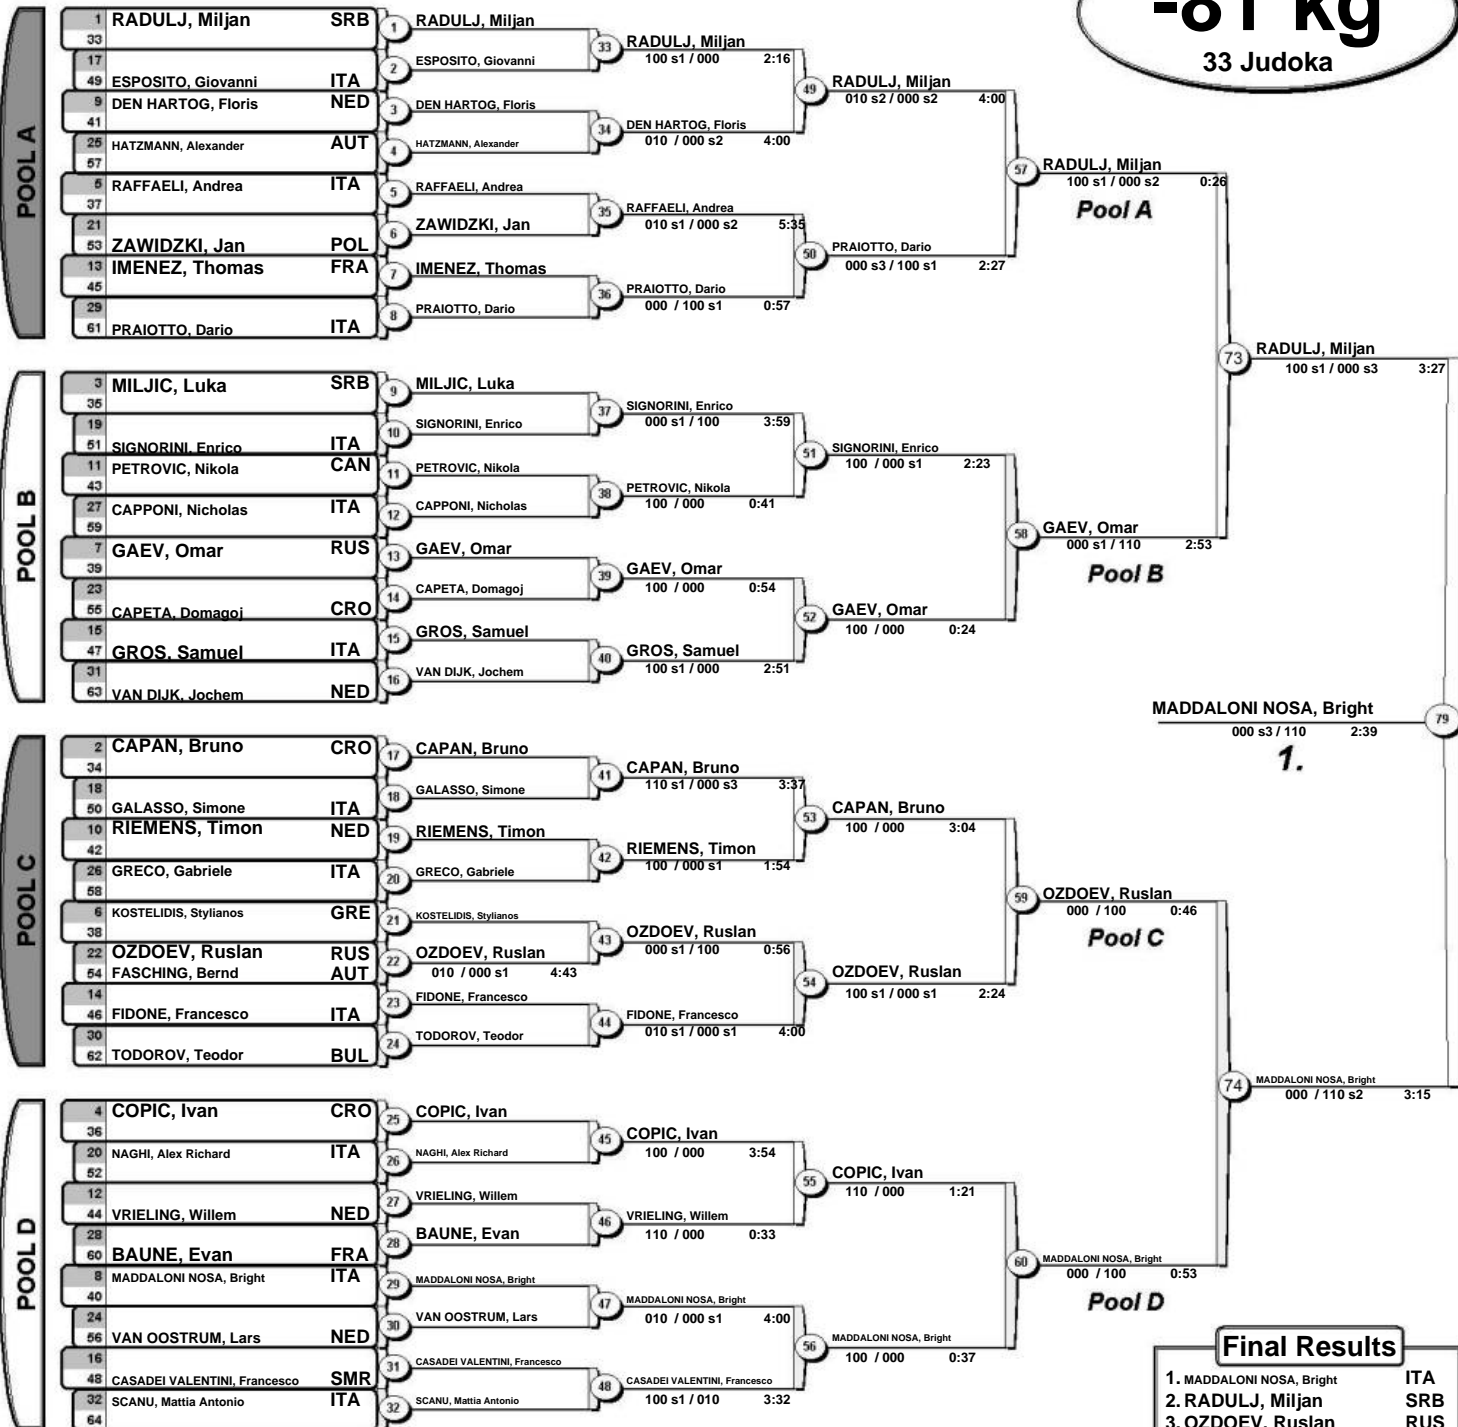 -81 kg
33 Judoka
POOL A
1 RADULJ, Miljan SRB
33
17
49 ESPOSITO, Giovanni ITA
9 DEN HARTOG, Floris NED
41
25 HATZMANN, Alexander AUT
57
5 RAFFAELI, Andrea ITA
37
21
53 ZAWIDZKI, Jan POL
13 IMENEZ, Thomas FRA
45
29
61 PRAIOTTO, Dario ITA
1 RADULJ, Miljan
2 ESPOSITO, Giovanni
3 DEN HARTOG, Floris
4 HATZMANN, Alexander
5 RAFFAELI, Andrea
6 ZAWIDZKI, Jan
7 IMENEZ, Thomas
8 PRAIOTTO, Dario
33 RADULJ, Miljan
100 s1 / 000 2:16
34 DEN HARTOG, Floris
010 / 000 s2 4:00
35 RAFFAELI, Andrea
010 s1 / 000 s2 5:35
36 PRAIOTTO, Dario
000 / 100 s1 0:57
49 RADULJ, Miljan
010 s2 / 000 s2 4:00
50 PRAIOTTO, Dario
000 s3 / 100 s1 2:27
57 RADULJ, Miljan
100 s1 / 000 s2 0:26
Pool A
POOL B
3 MILJIC, Luka SRB
35
19
51 SIGNORINI, Enrico ITA
11 PETROVIC, Nikola CAN
43
27 CAPPONI, Nicholas ITA
59
7 GAEV, Omar RUS
39
23
55 CAPETA, Domagoj CRO
15
47 GROS, Samuel ITA
31
63 VAN DIJK, Jochem NED
9 MILJIC, Luka
10 SIGNORINI, Enrico
11 PETROVIC, Nikola
12 CAPPONI, Nicholas
13 GAEV, Omar
14 CAPETA, Domagoj
15 GROS, Samuel
16 VAN DIJK, Jochem
37 SIGNORINI, Enrico
000 s1 / 100 3:59
38 PETROVIC, Nikola
100 / 000 0:41
39 GAEV, Omar
100 / 000 0:54
40 GROS, Samuel
100 s1 / 000 2:51
51 SIGNORINI, Enrico
100 / 000 s1 2:23
52 GAEV, Omar
100 / 000 0:24
58 GAEV, Omar
000 s1 / 110 2:53
Pool B
73 RADULJ, Miljan
100 s1 / 000 s3 3:27
MADDALONI NOSA, Bright 79
000 s3 / 110 2:39
1.
POOL C
2 CAPAN, Bruno CRO
34
18
50 GALASSO, Simone ITA
10 RIEMENS, Timon NED
42
26 GRECO, Gabriele ITA
58
6 KOSTELIDIS, Stylianos GRE
38
22 OZDOEV, Ruslan RUS
54 FASCHING, Bernd AUT
14
46 FIDONE, Francesco ITA
30
62 TODOROV, Teodor BUL
17 CAPAN, Bruno
18 GALASSO, Simone
19 RIEMENS, Timon
20 GRECO, Gabriele
21 KOSTELIDIS, Stylianos
22 OZDOEV, Ruslan
010 / 000 s1 4:43
23 FIDONE, Francesco
24 TODOROV, Teodor
41 CAPAN, Bruno
110 s1 / 000 s3 3:37
42 RIEMENS, Timon
100 / 000 s1 1:54
43 OZDOEV, Ruslan
000 s1 / 100 0:56
44 FIDONE, Francesco
010 s1 / 000 s1 4:00
53 CAPAN, Bruno
100 / 000 3:04
54 OZDOEV, Ruslan
100 s1 / 000 s1 2:24
59 OZDOEV, Ruslan
000 / 100 0:46
Pool C
POOL D
4 COPIC, Ivan CRO
36
20 NAGHI, Alex Richard ITA
52
12
44 VRIELING, Willem NED
28
60 BAUNE, Evan FRA
8 MADDALONI NOSA, Bright ITA
40
24
56 VAN OOSTRUM, Lars NED
16
48 CASADEI VALENTINI, Francesco SMR
32 SCANU, Mattia Antonio ITA
64
25 COPIC, Ivan
26 NAGHI, Alex Richard
27 VRIELING, Willem
28 BAUNE, Evan
29 MADDALONI NOSA, Bright
30 VAN OOSTRUM, Lars
31 CASADEI VALENTINI, Francesco
32 SCANU, Mattia Antonio
45 COPIC, Ivan
100 / 000 3:54
46 VRIELING, Willem
110 / 000 0:33
47 MADDALONI NOSA, Bright
010 / 000 s1 4:00
48 CASADEI VALENTINI, Francesco
100 s1 / 010 3:32
55 COPIC, Ivan
110 / 000 1:21
56 MADDALONI NOSA, Bright
100 / 000 0:37
60 MADDALONI NOSA, Bright
000 / 100 0:53
Pool D
74 MADDALONI NOSA, Bright
000 / 110 s2 3:15
Final Results
1. MADDALONI NOSA, Bright ITA
2. RADULJ, Miljan SRB
3. OZDOEV, Ruslan RUS